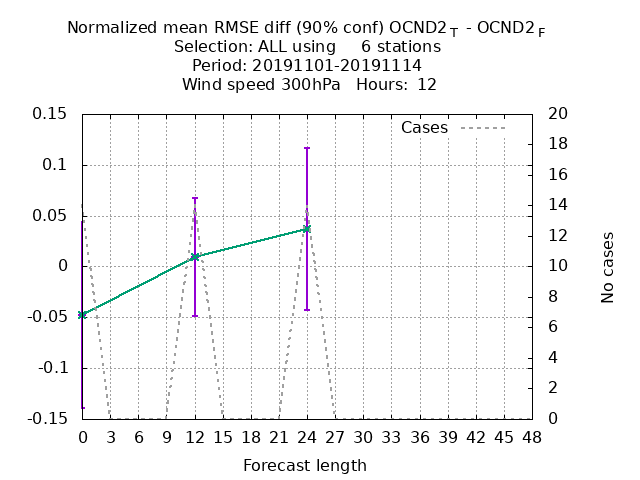 Normalized mean RMSE diff (90% conf) OCND2 T - OCND2 F
Selection: ALL using 6 stations
Period: 20191101-20191114
Wind speed 300hPa Hours: 12
Cases
0.15
0.1
0.05
0
-0.05
-0.1
-0.15
20
18
16
14
12
10
8
6
4
2
0
No cases
0 3 6 9 12 15 18 21 24 27 30 33 36 39 42 45 48
Forecast length